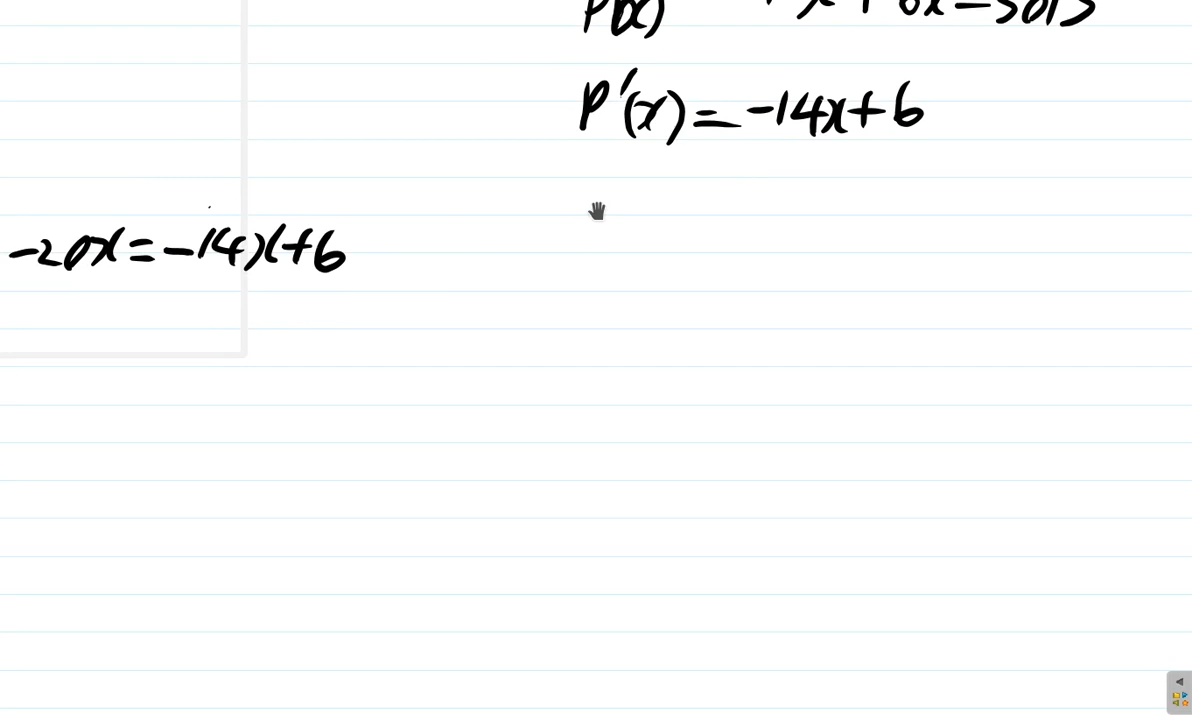 P(x)
P'(x) = -14x + 6
-20x = -14x + 6